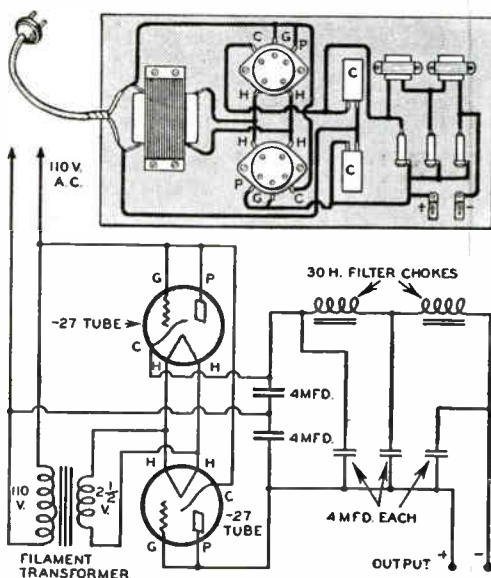 C G P
H H
C
H H
P
G P C
C
+ -
110 V.
A.C.
G P
-27 TUBE
C
H H
30 H. FILTER CHOKES
4 MFD.
4 MFD.
H H
C
-27
TUBE
G P
110
V.
2½
V.
FILAMENT
TRANSFORMER
4 MFD. EACH
+ -
OUTPUT.